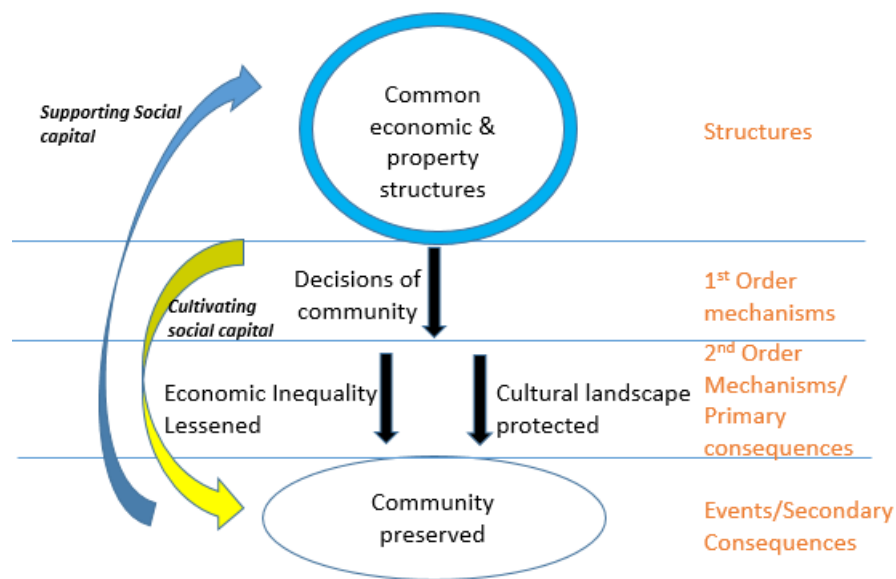 Common
economic &
property
structures
Supporting Social
capital
Structures
Decisions of
community
1st Order
mechanisms
Cultivating
social capital
Economic Inequality
Lessened
Cultural landscape
protected
2nd Order
Mechanisms/
Primary
consequences
Community
preserved
Events/Secondary
Consequences